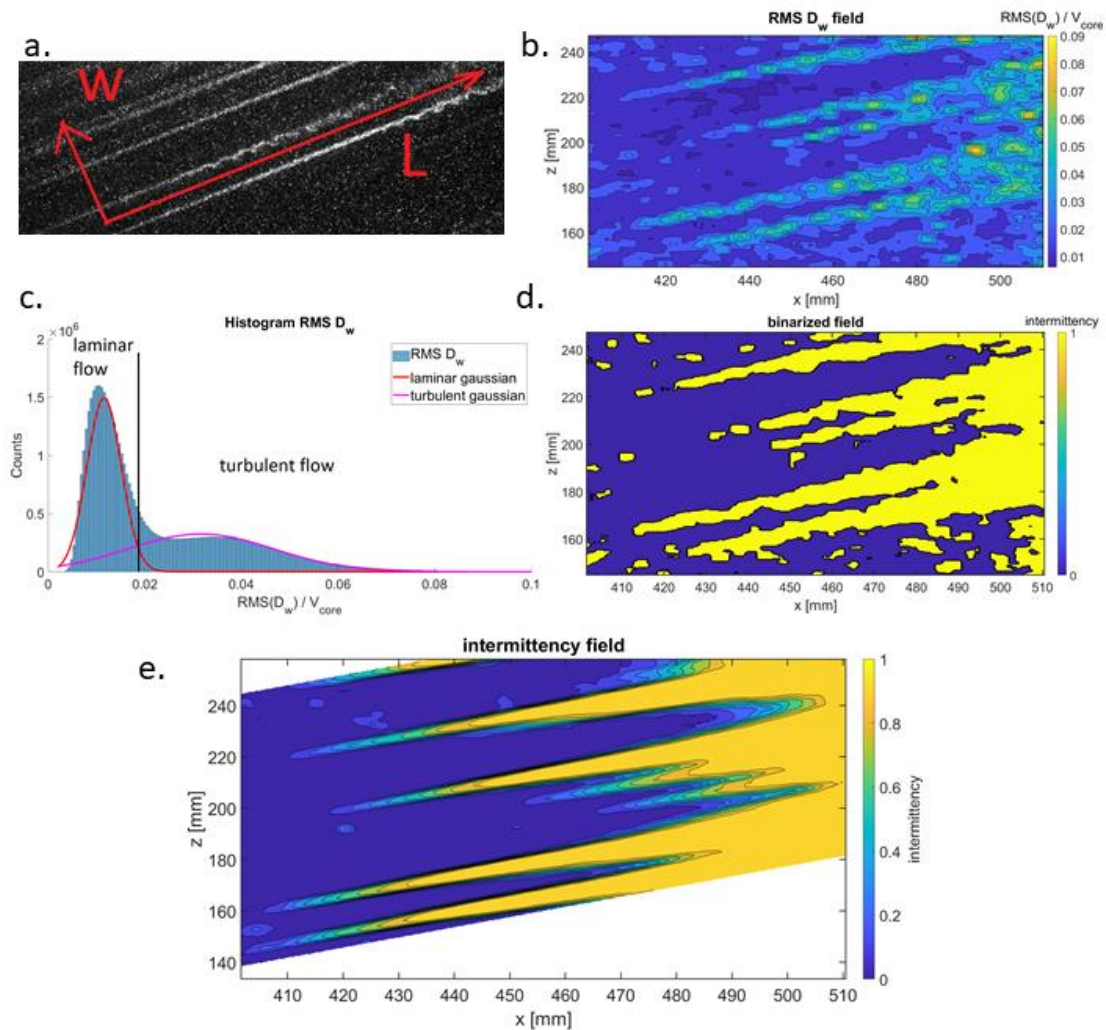 a.
W
L
b.
RMS D_w field
RMS(D_w) / V_core
z [mm]
240
220
200
180
160
420
440
460
480
500
x [mm]
0.09
0.08
0.07
0.06
0.05
0.04
0.03
0.02
0.01
c.
Histogram RMS D_w
×10^6
laminar
flow
turbulent flow
RMS D_w
laminar gaussian
turbulent gaussian
Counts
2
1.5
1
0.5
0
0
0.02
0.04
0.06
0.08
0.1
RMS(D_w) / V_core
d.
binarized field
intermittency
z [mm]
240
220
200
180
160
410
420
430
440
450
460
470
480
490
500
510
x [mm]
1
0
e.
intermittency field
z [mm]
240
220
200
180
160
140
410
420
430
440
450
460
470
480
490
500
510
x [mm]
1
0.8
0.6
0.4
0.2
0
intermittency